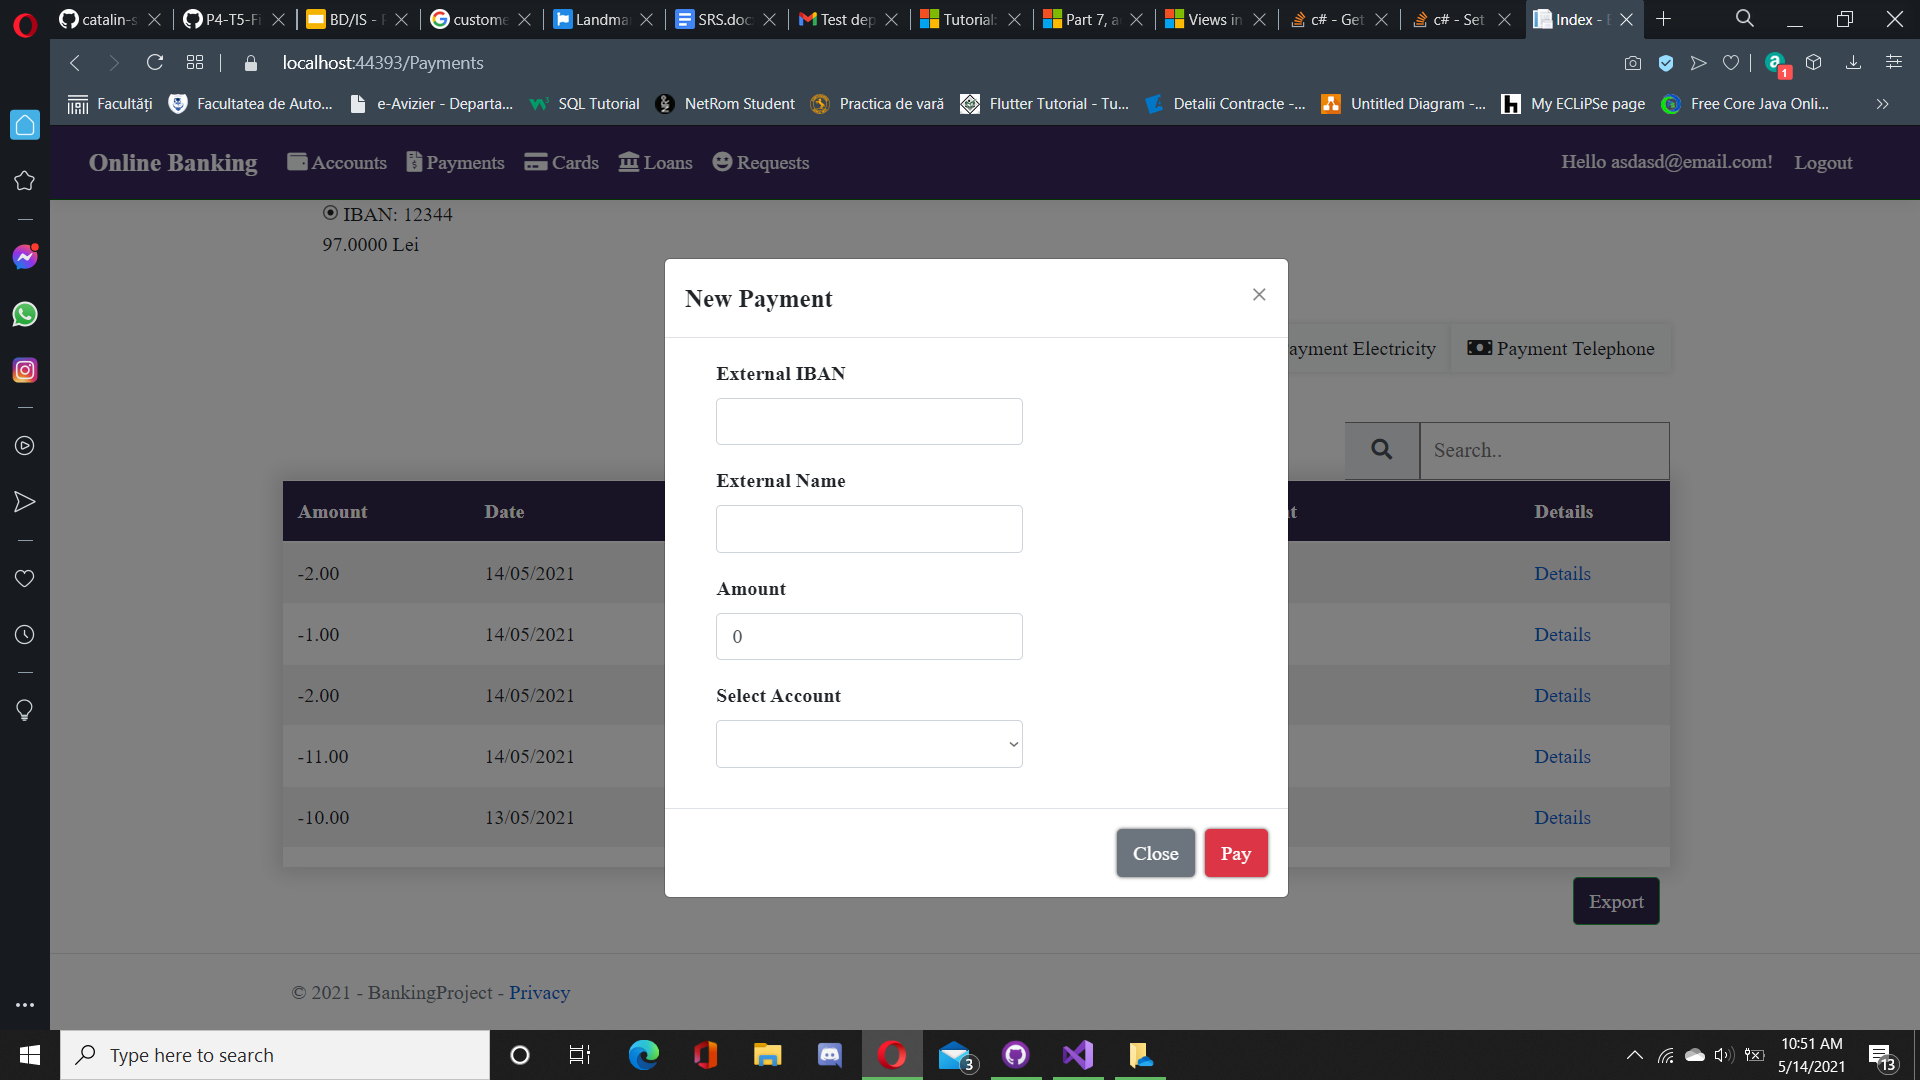 catalin-s
P4-T5-Fi
BD/IS - F
custome
Landma
SRS.doc
Test dep
Tutorial:
Part 7, a
Views in
c# - Get
c# - Set
Index - B
localhost:44393/Payments
1
Facultăți
Facultatea de Auto...
e-Avizier - Departa...
SQL Tutorial
NetRom Student
Practica de vară
Flutter Tutorial - Tu...
Detalii Contracte -...
Untitled Diagram -...
My ECLiPSe page
Free Core Java Onli...
Online Banking
Accounts
Payments
Cards
Loans
Requests
Hello asdasd@email.com!
Logout
IBAN: 12344
97.0000 Lei
New Payment
ayment Electricity
Payment Telephone
External IBAN
Search..
External Name
Amount
Date
t
Details
-2.00 14/05/2021 Details
Amount
0
-1.00 14/05/2021 Details
Select Account
-2.00 14/05/2021 Details
-11.00 14/05/2021 Details
-10.00 13/05/2021 Details
Close
Pay
Export
© 2021 - BankingProject - Privacy
Type here to search
3
10:51 AM
5/14/2021
13